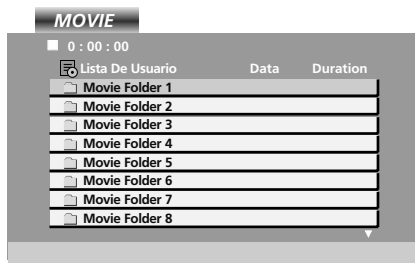 MOVIE
0 : 00 : 00
Lista De Usuario Data Duration
Movie Folder 1
Movie Folder 2
Movie Folder 3
Movie Folder 4
Movie Folder 5
Movie Folder 6
Movie Folder 7
Movie Folder 8